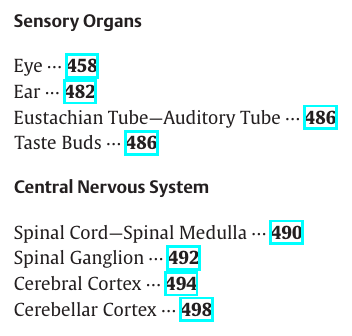 Sensory Organs
Eye ··· 458
Ear ··· 482
Eustachian Tube—Auditory Tube ··· 486
Taste Buds ··· 486
Central Nervous System
Spinal Cord—Spinal Medulla ··· 490
Spinal Ganglion ··· 492
Cerebral Cortex ··· 494
Cerebellar Cortex ··· 498